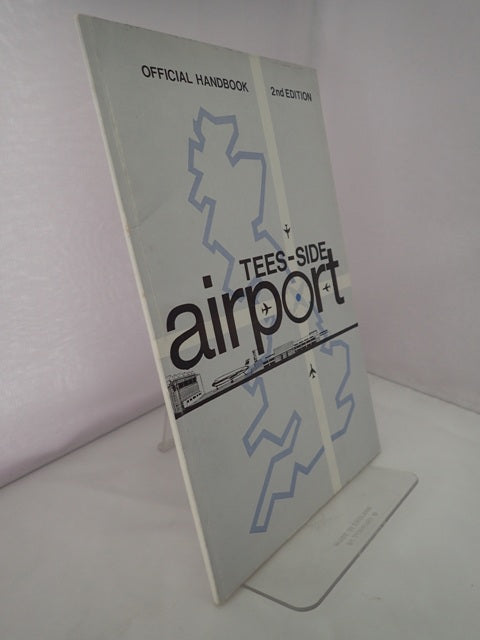 OFFICIAL HANDBOOK 2nd EDITION
TEES-SIDE
airport